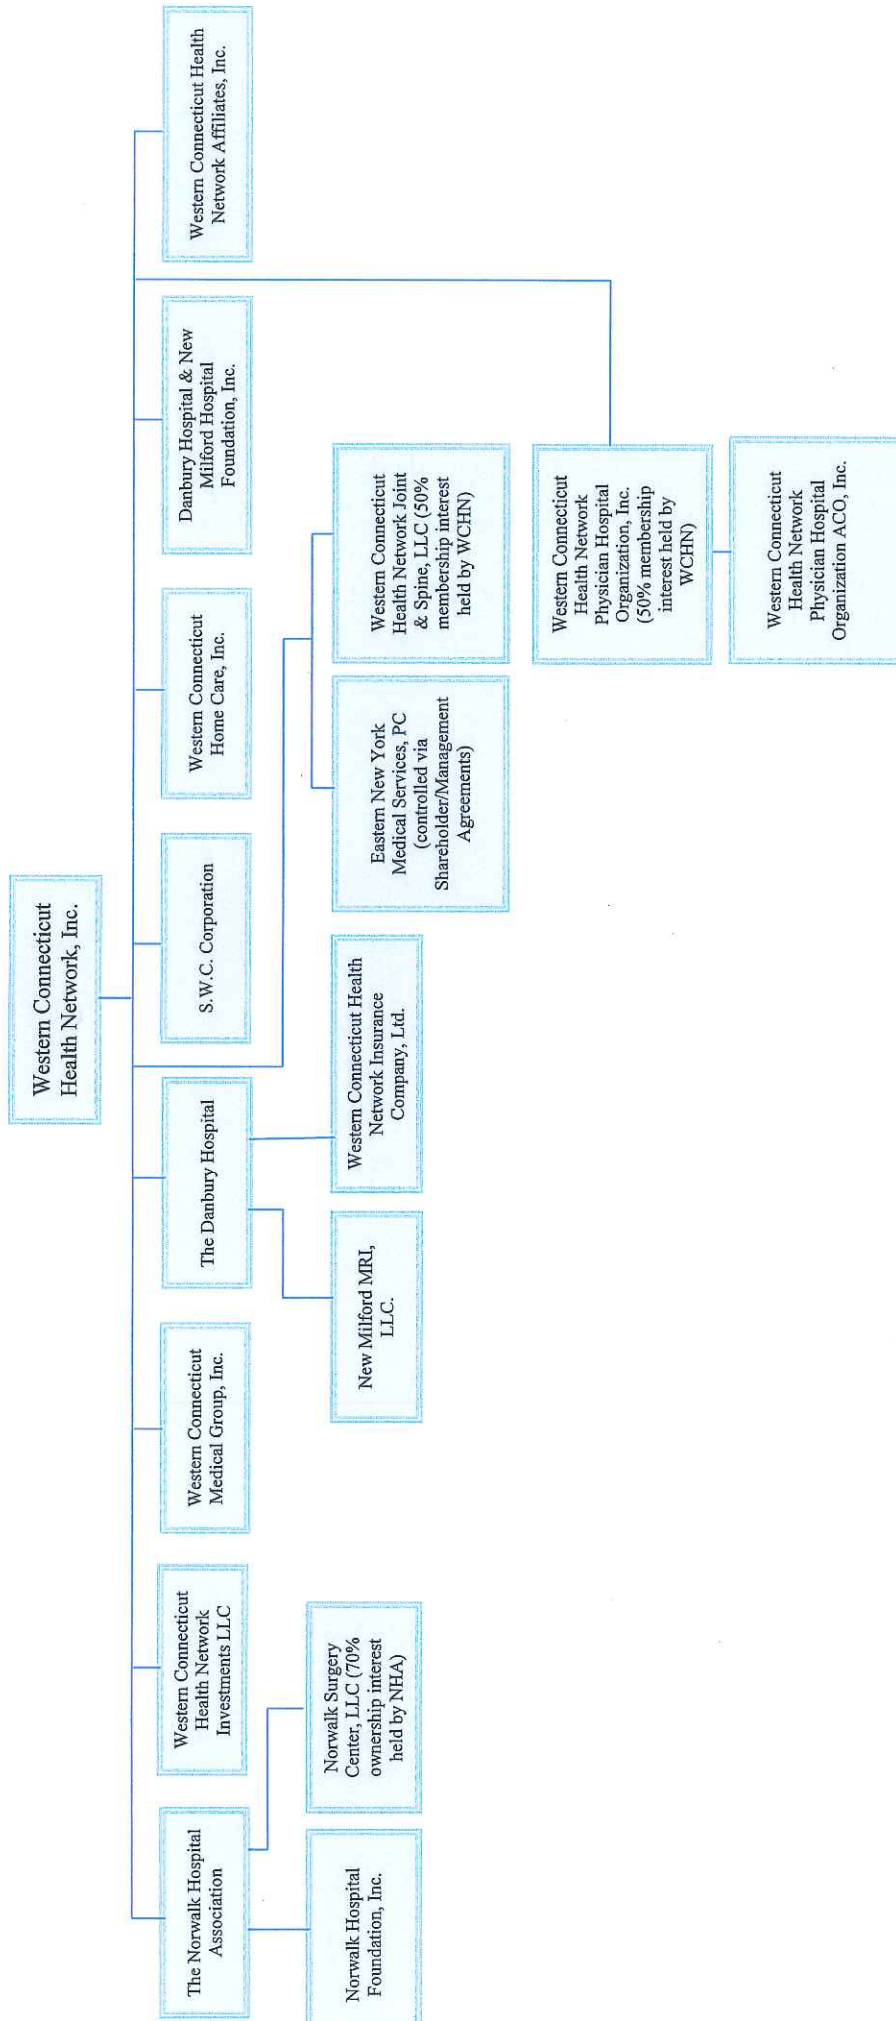 Western Connecticut
Health Network, Inc.
The Norwalk Hospital
Association
Western Connecticut
Health Network
Investments LLC
Western Connecticut
Medical Group, Inc.
The Danbury Hospital
S.W.C. Corporation
Western Connecticut
Home Care, Inc.
Danbury Hospital & New
Milford Hospital
Foundation, Inc.
Western Connecticut Health
Network Affiliates, Inc.
Norwalk Hospital
Foundation, Inc.
Norwalk Surgery
Center, LLC (70%
ownership interest
held by NHA)
New Milford MRI,
LLC.
Western Connecticut Health
Network Insurance
Company, Ltd.
Eastern New York
Medical Services, PC
(controlled via
Shareholder/Management
Agreements)
Western Connecticut
Health Network Joint
& Spine, LLC (50%
membership interest
held by WCHN)
Western Connecticut
Health Network
Physician Hospital
Organization, Inc.
(50% membership
interest held by
WCHN)
Western Connecticut
Health Network
Physician Hospital
Organization ACO, Inc.